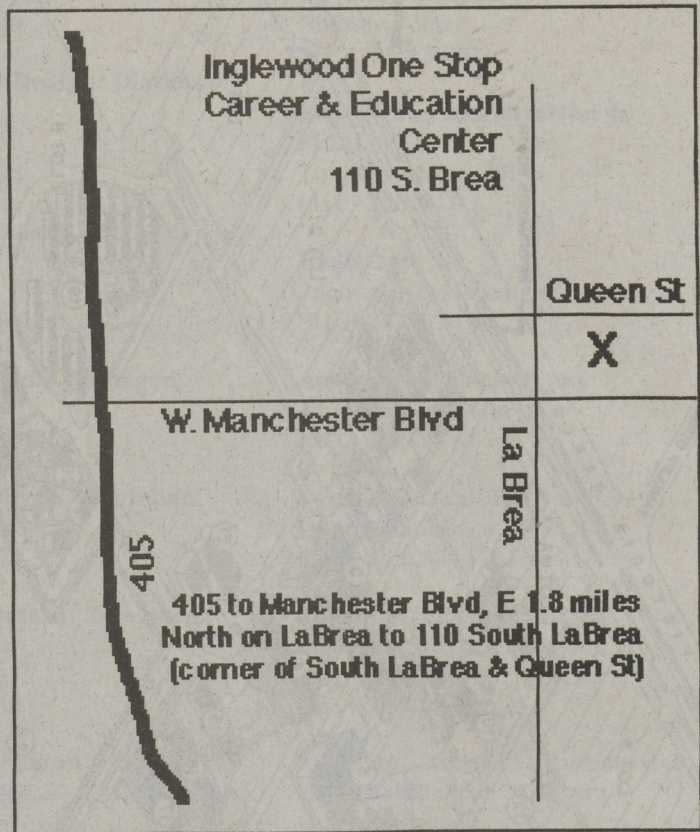 Inglewood One Stop
Career & Education
Center
110 S. Brea
Queen St
X
W. Manchester Blvd
La Brea
405
405 to Manchester Blvd, E 1.8 miles
North on LaBrea to 110 South LaBrea
(corner of South LaBrea & Queen St)